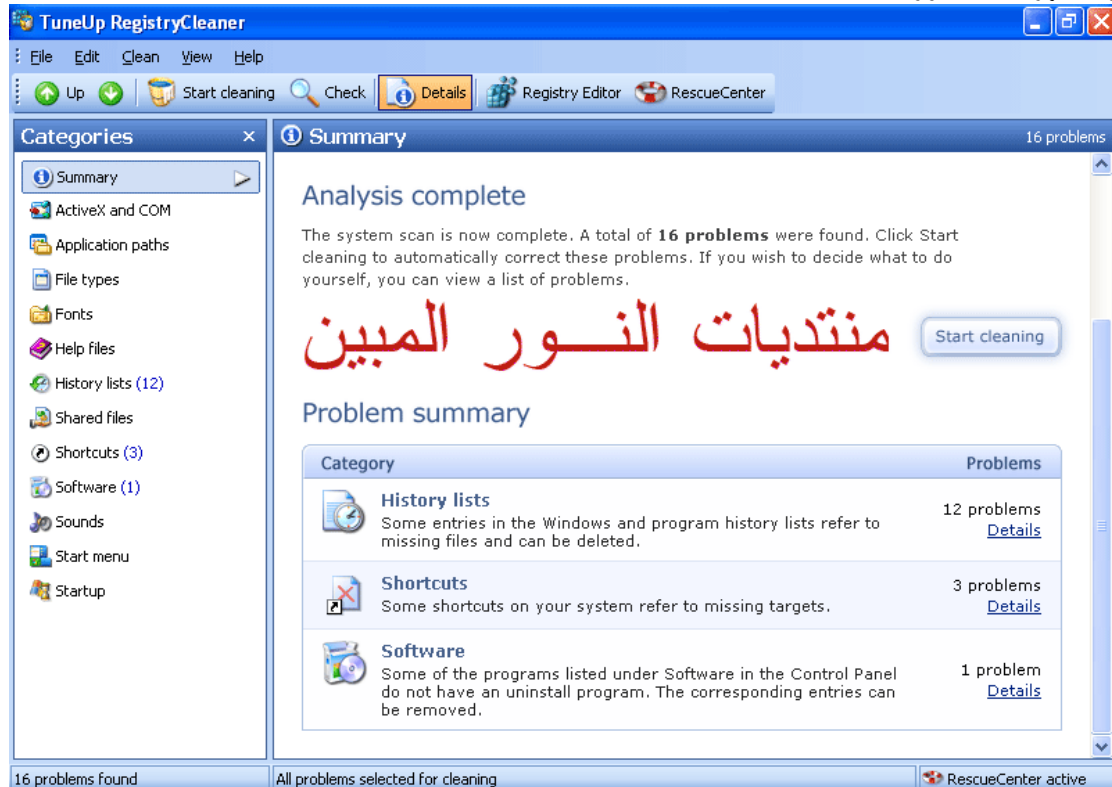 TuneUp RegistryCleaner
File Edit Clean View Help
Up Start cleaning Check Details Registry Editor RescueCenter
Categories
Summary
ActiveX and COM
Application paths
File types
Fonts
Help files
History lists (12)
Shared files
Shortcuts (3)
Software (1)
Sounds
Start menu
Startup
Summary 16 problems
Analysis complete
The system scan is now complete. A total of 16 problems were found. Click Start
cleaning to automatically correct these problems. If you wish to decide what to do
yourself, you can view a list of problems.
منتديات النـــور المبين
Start cleaning
Problem summary
Category Problems
History lists
Some entries in the Windows and program history lists refer to
missing files and can be deleted.
12 problems
Details
Shortcuts
Some shortcuts on your system refer to missing targets.
3 problems
Details
Software
Some of the programs listed under Software in the Control Panel
do not have an uninstall program. The corresponding entries can
be removed.
1 problem
Details
16 problems found
All problems selected for cleaning
RescueCenter active